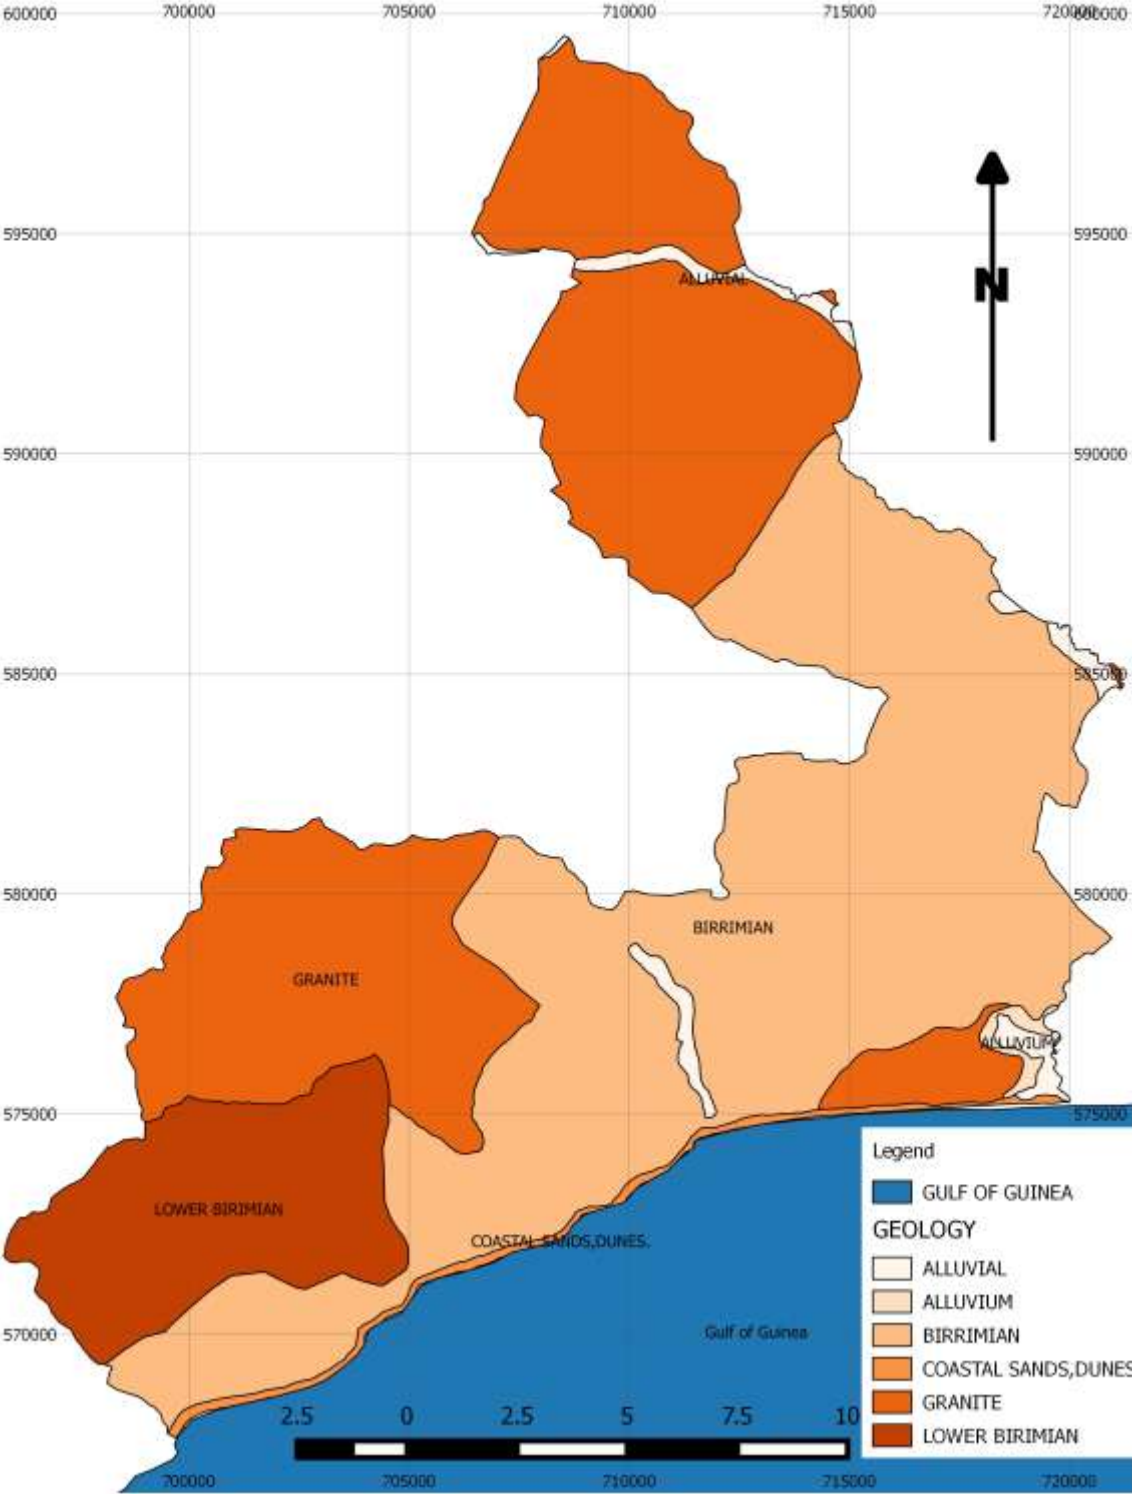 600000 700000 705000 710000 715000 720000 600000
595000 595000
N
ALLUVIAL
590000 590000
585000 585000
580000 580000
BIRRIMIAN
GRANITE
ALLUVIUM
575000 575000
LOWER BIRIMIAN
COASTAL SANDS,DUNES.
570000
Gulf of Guinea
Legend
GULF OF GUINEA
GEOLOGY
ALLUVIAL
ALLUVIUM
BIRRIMIAN
COASTAL SANDS,DUNES
GRANITE
LOWER BIRIMIAN
2.5 0 2.5 5 7.5 10
700000 705000 710000 715000 720000